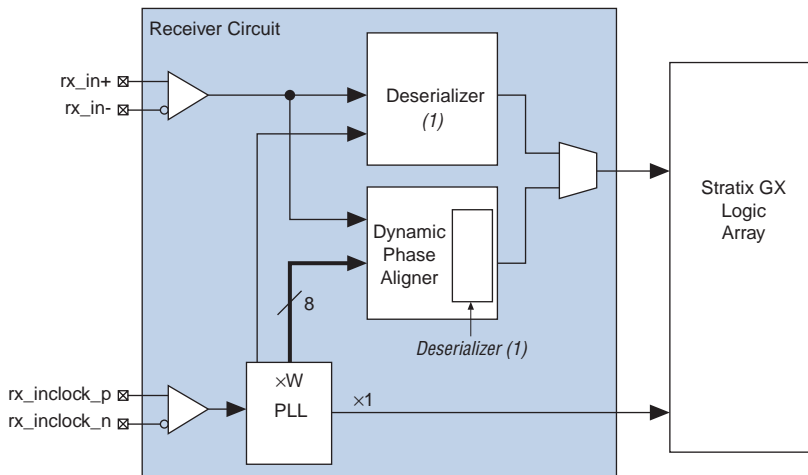 Receiver Circuit
rx_in+
rx_in-
Deserializer
(1)
Stratix GX
Logic
Array
Dynamic
Phase
Aligner
8
Deserializer (1)
rx_inclock_p
rx_inclock_n
×W
PLL
×1